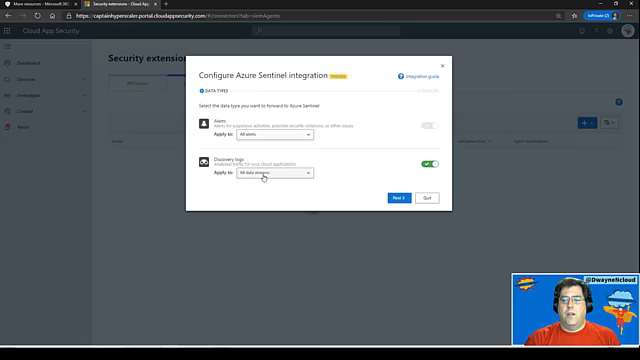 More resources - Microsoft 365
Security extensions - Cloud App
InPrivate (2)
https://captainhyperscaler.portal.cloudappsecurity.com/#/connectors?tab=siemAgents
Cloud App Security
Dashboard
Discover
Investigate
Control
Alerts
Security extensions
API tokens
Configure Azure Sentinel integration PREVIEW
Integration guide
DATA TYPES
Select the data type you want to forward to Azure Sentinel
Alerts
Alerts for suspicious activities, possible security violations, or other issues
Apply to: All alerts
Discovery logs
Analyzed traffic for your cloud applications
Apply to: All data streams
Next
Quit
@DwayneNcloud